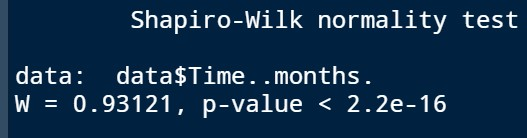 Shapiro-Wilk normality test
data:  data$Time..months.
W = 0.93121, p-value < 2.2e-16